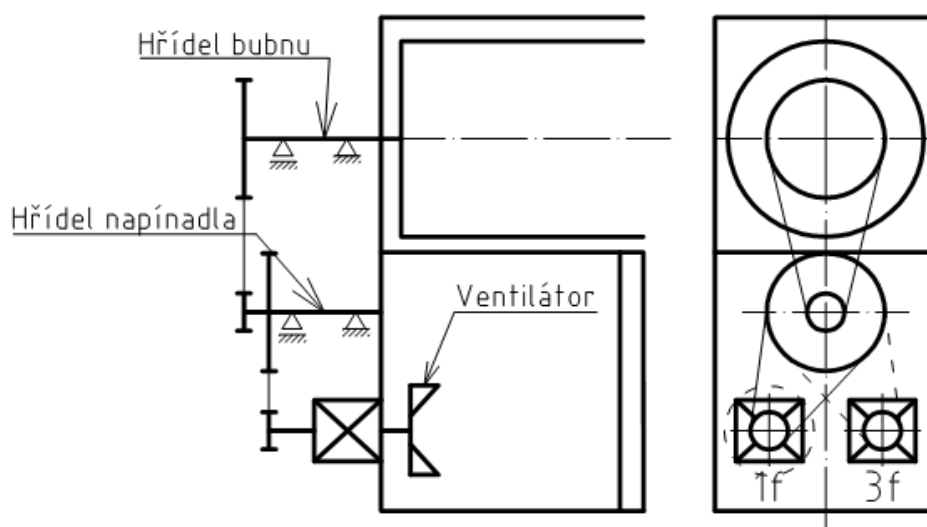 Hřídel bubnu
Hřídel napínadla
Ventilátor
1f
3f